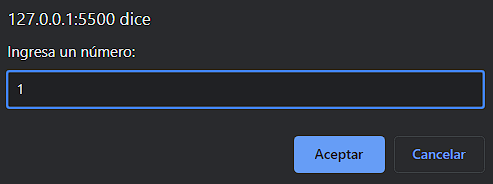 127.0.0.1:5500 dice
Ingresa un número:
1
Aceptar
Cancelar